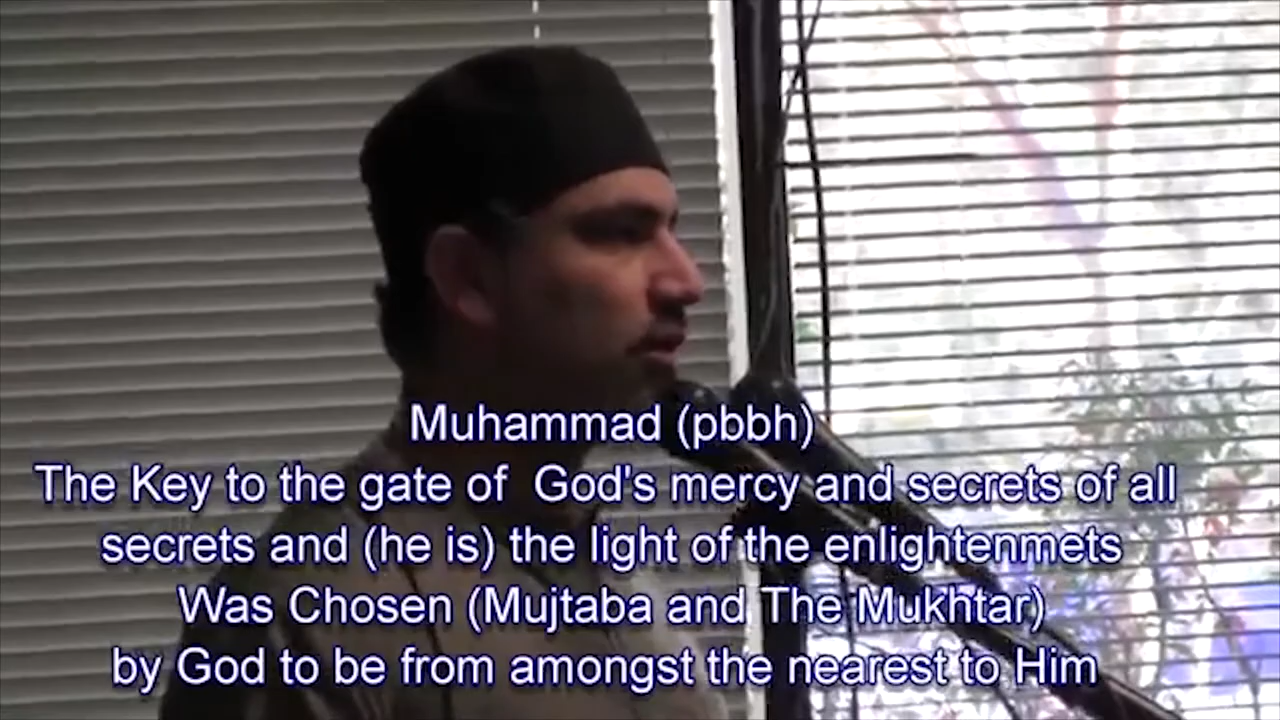 Muhammad (pbbh)
The Key to the gate of God's mercy and secrets of all
secrets and (he is) the light of the enlightenmets
Was Chosen (Mujtaba and The Mukhtar)
by God to be from amongst the nearest to Him